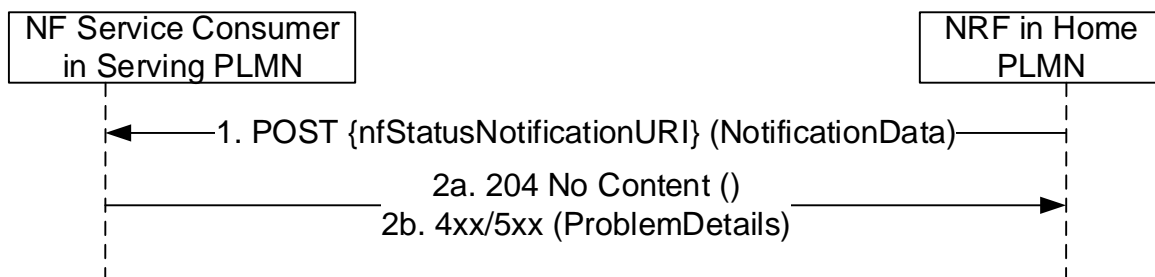 NF Service Consumer
in Serving PLMN
NRF in Home
PLMN
1. POST {nfStatusNotificationURI} (NotificationData)
2a. 204 No Content ()
2b. 4xx/5xx (ProblemDetails)